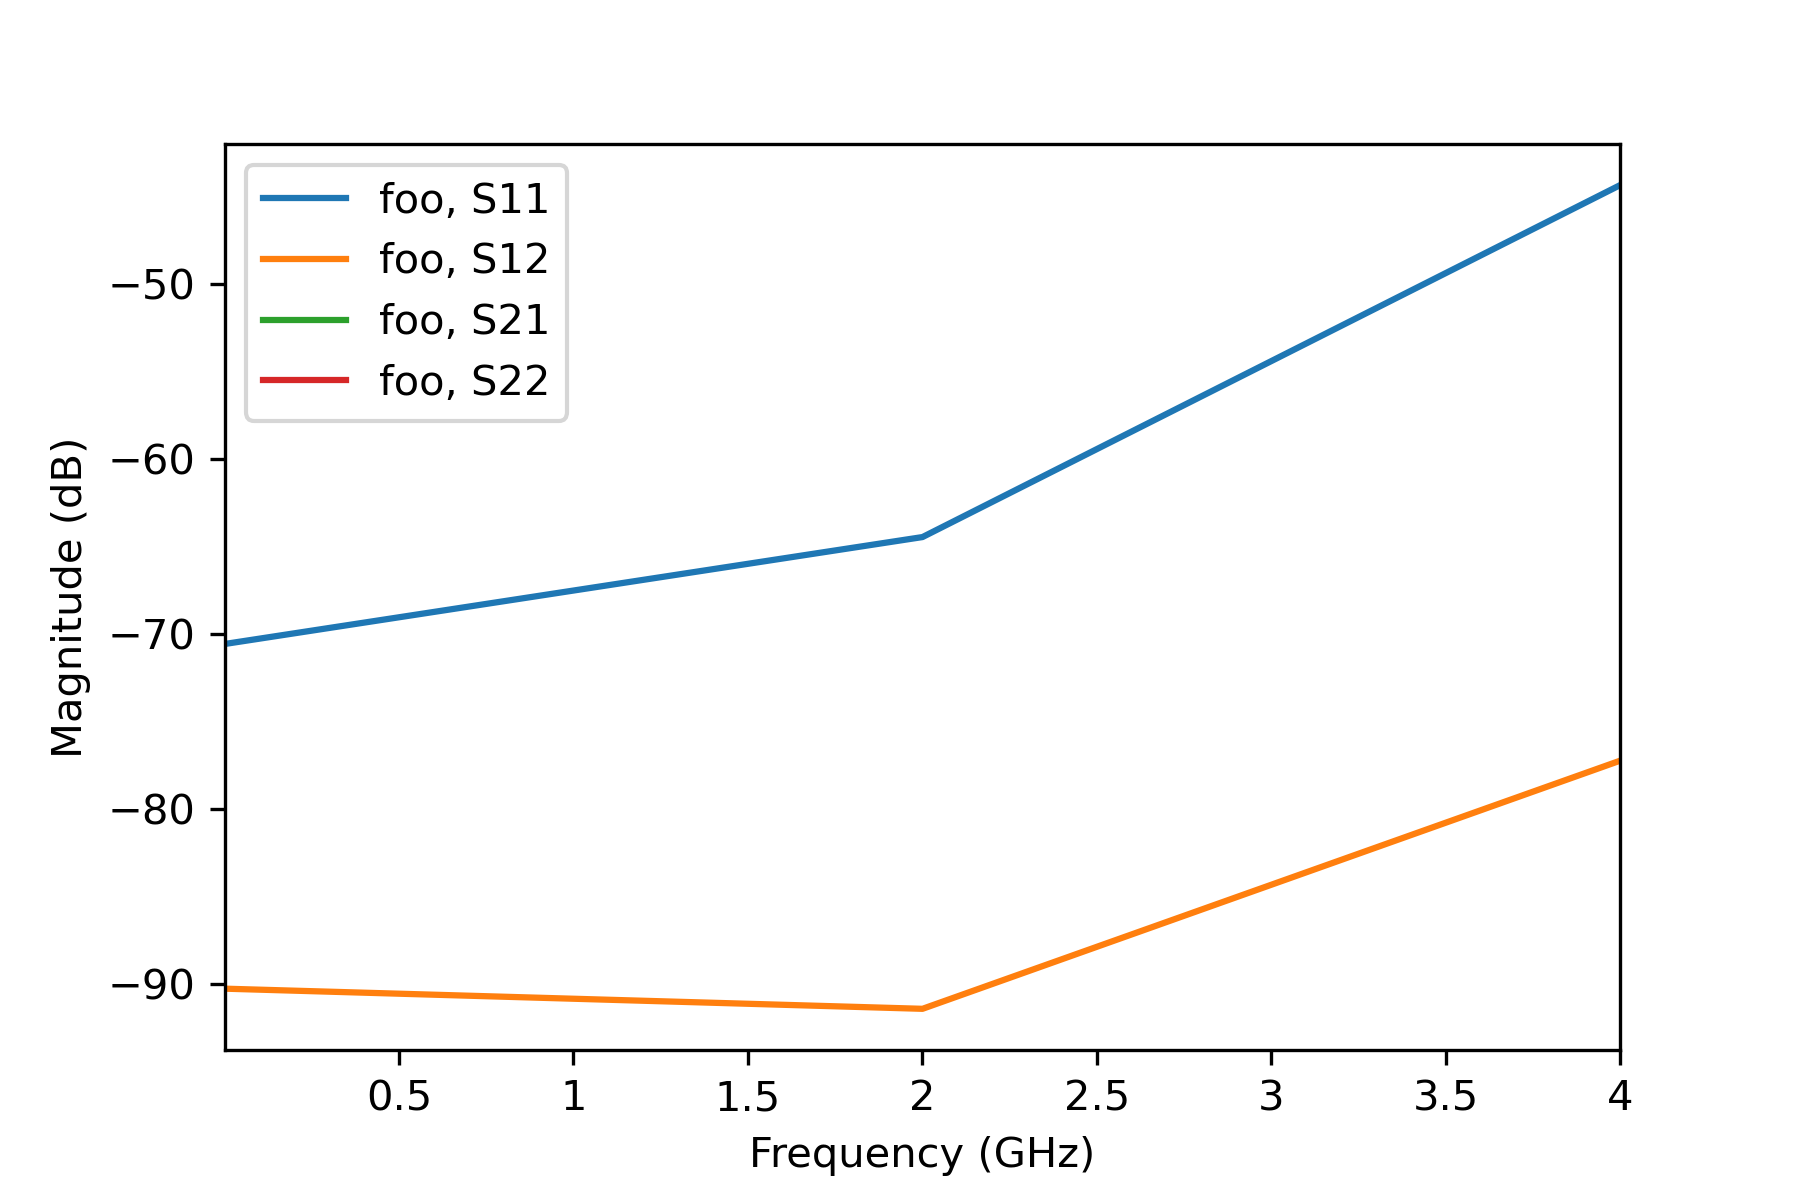 foo, S11
foo, S12
foo, S21
foo, S22
−50
−60
−70
−80
−90
Magnitude (dB)
0.5 1 1.5 2 2.5 3 3.5 4
Frequency (GHz)